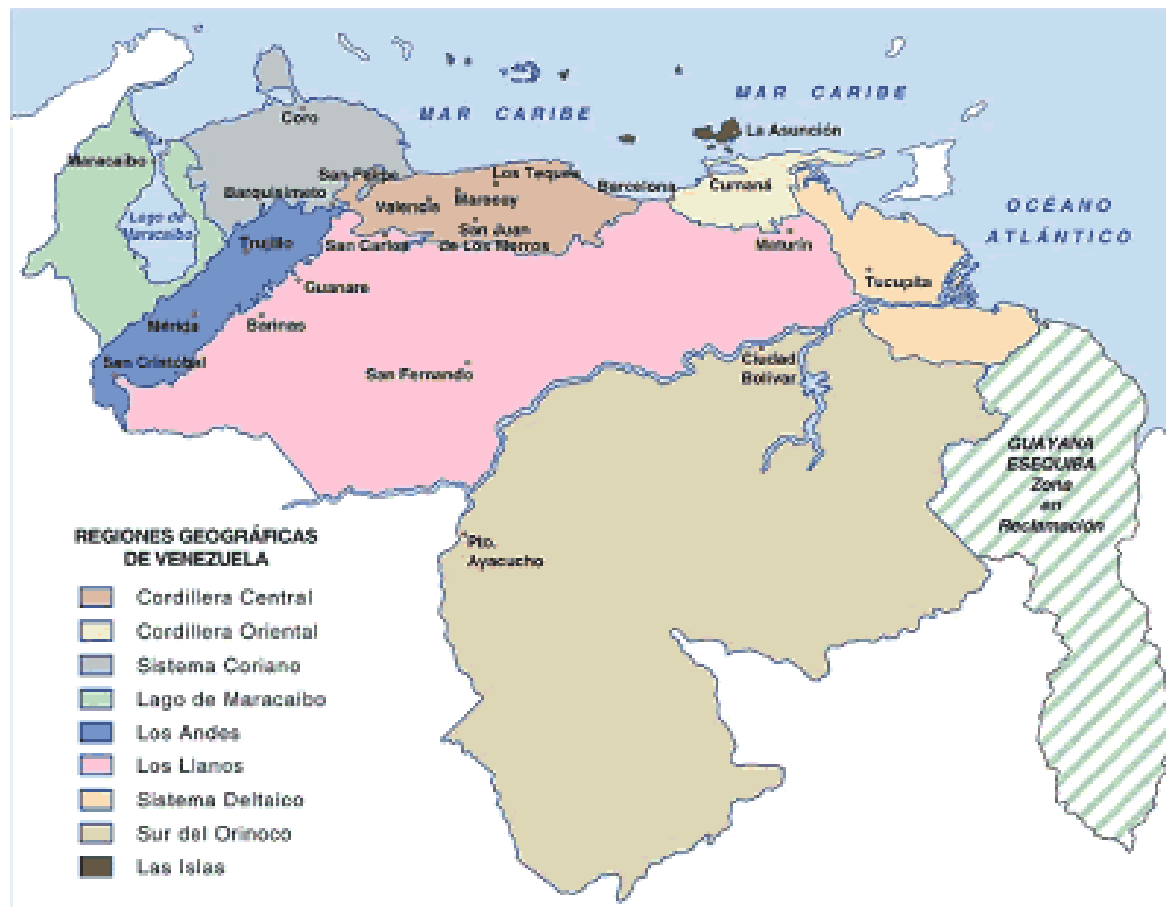 MAR CARIBE
MAR CARIBE
Coro
La Asunción
Maracaibo
San Felipe
Los Teques
Barquisimeto
Barcelona
Cumaná
Valencia
Maracay
OCÉANO
ATLÁNTICO
Lago de
Maracaibo
Trujillo
San Carlos
San Juan
de Los Morros
Maturín
Guanare
Tucupita
Mérida
Barinas
San Cristóbal
San Fernando
Ciudad
Bolívar
GUAYANA
ESEQUIBA
Zona
en
Reclamación
Pto.
Ayacucho
REGIONES GEOGRÁFICAS
DE VENEZUELA
Cordillera Central
Cordillera Oriental
Sistema Coriano
Lago de Maracaibo
Los Andes
Los Llanos
Sistema Deltaico
Sur del Orinoco
Las Islas